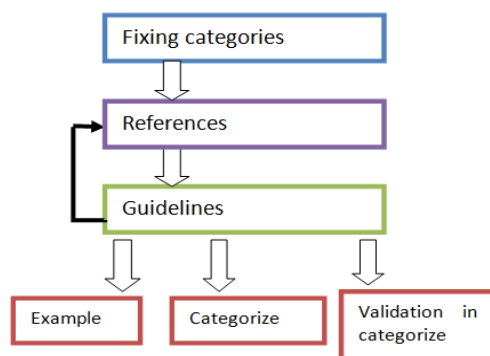 Fixing categories
References
Guidelines
Example
Categorize
Validation in
categorize